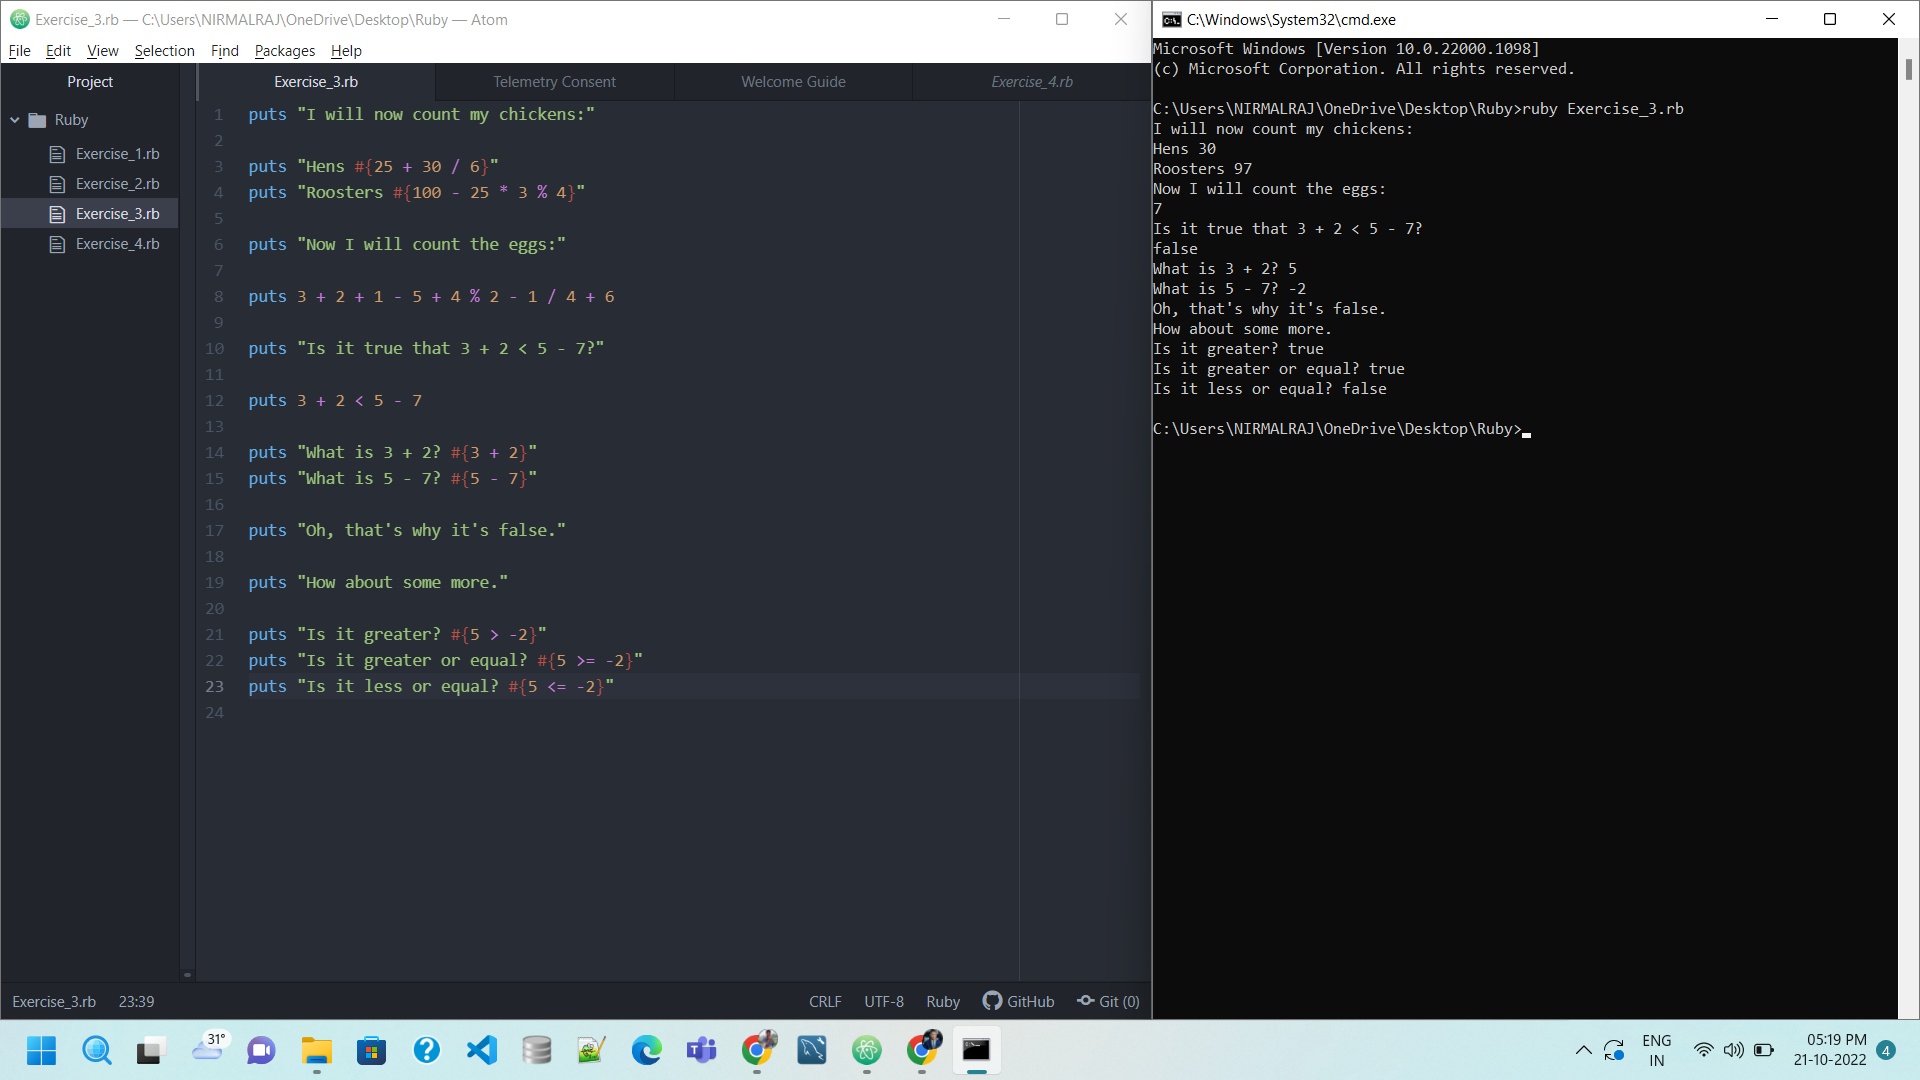 Exercise_3.rb — C:\Users\NIRMALRAJ\OneDrive\Desktop\Ruby — Atom
File Edit View Selection Find Packages Help
Project
Ruby
Exercise_1.rb
Exercise_2.rb
Exercise_3.rb
Exercise_4.rb
Exercise_3.rb Telemetry Consent Welcome Guide Exercise_4.rb
1 puts "I will now count my chickens:"
2
3 puts "Hens #{25 + 30 / 6}"
4 puts "Roosters #{100 - 25 * 3 % 4}"
5
6 puts "Now I will count the eggs:"
7
8 puts 3 + 2 + 1 - 5 + 4 % 2 - 1 / 4 + 6
9
10 puts "Is it true that 3 + 2 < 5 - 7?"
11
12 puts 3 + 2 < 5 - 7
13
14 puts "What is 3 + 2? #{3 + 2}"
15 puts "What is 5 - 7? #{5 - 7}"
16
17 puts "Oh, that's why it's false."
18
19 puts "How about some more."
20
21 puts "Is it greater? #{5 > -2}"
22 puts "Is it greater or equal? #{5 >= -2}"
23 puts "Is it less or equal? #{5 <= -2}"
24
Exercise_3.rb 23:39 CRLF UTF-8 Ruby GitHub Git (0)
C:\Windows\System32\cmd.exe
Microsoft Windows [Version 10.0.22000.1098]
(c) Microsoft Corporation. All rights reserved.
C:\Users\NIRMALRAJ\OneDrive\Desktop\Ruby>ruby Exercise_3.rb
I will now count my chickens:
Hens 30
Roosters 97
Now I will count the eggs:
7
Is it true that 3 + 2 < 5 - 7?
false
What is 3 + 2? 5
What is 5 - 7? -2
Oh, that's why it's false.
How about some more.
Is it greater? true
Is it greater or equal? true
Is it less or equal? false
C:\Users\NIRMALRAJ\OneDrive\Desktop\Ruby>
31°
ENG
IN
05:19 PM
21-10-2022
4